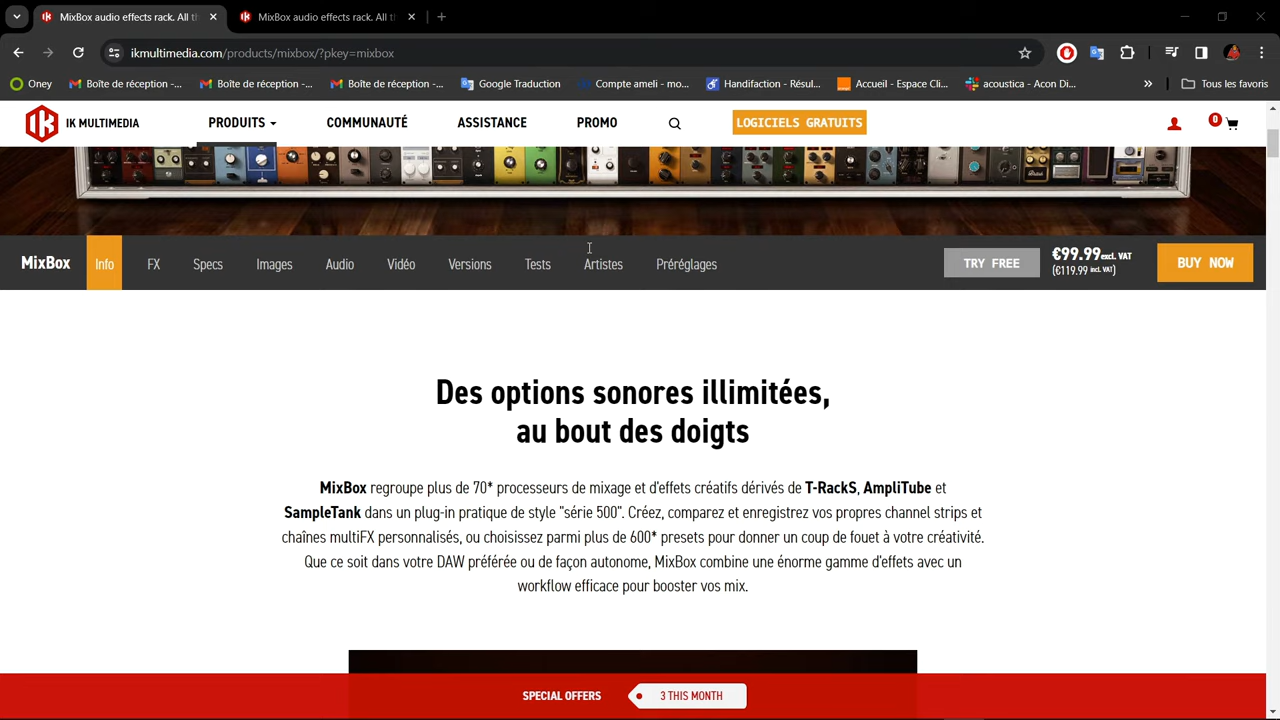 MixBox audio effects rack. All th
MixBox audio effects rack. All th
ikmultimedia.com/products/mixbox/?pkey=mixbox
Oney
Boîte de réception -...
Boîte de réception -...
Boîte de réception -...
Google Traduction
Compte ameli - mo...
Handifaction - Résul...
Accueil - Espace Cli...
acoustica - Acon Di...
»
Tous les favoris
IK MULTIMEDIA
PRODUITS
COMMUNAUTÉ
ASSISTANCE
PROMO
LOGICIELS GRATUITS
0
MixBox
Info
FX
Specs
Images
Audio
Vidéo
Versions
Tests
Artistes
Préréglages
TRY FREE
€99.99 excl. VAT
(€119.99 incl. VAT)
BUY NOW
Des options sonores illimitées,
au bout des doigts
MixBox regroupe plus de 70* processeurs de mixage et d'effets créatifs dérivés de T-RackS, AmpliTube et
SampleTank dans un plug-in pratique de style "série 500". Créez, comparez et enregistrez vos propres channel strips et
chaînes multiFX personnalisés, ou choisissez parmi plus de 600* presets pour donner un coup de fouet à votre créativité.
Que ce soit dans votre DAW préférée ou de façon autonome, MixBox combine une énorme gamme d'effets avec un
workflow efficace pour booster vos mix.
SPECIAL OFFERS
3 THIS MONTH